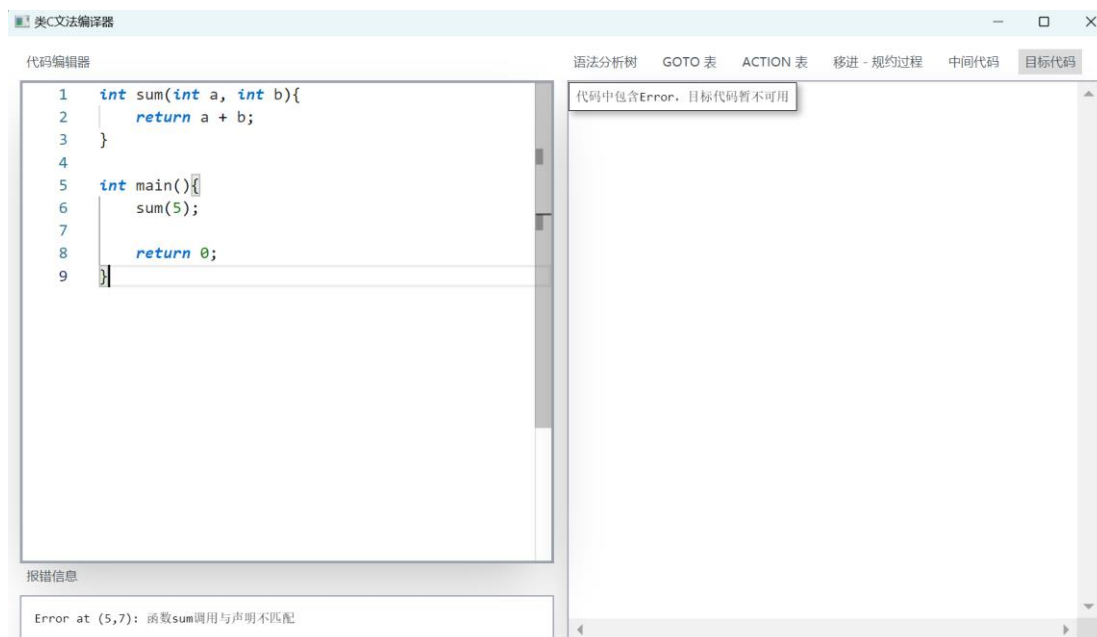 类C文法编译器
代码编辑器
语法分析树 GOTO 表 ACTION 表 移进 - 规约过程 中间代码 目标代码
1 int sum(int a, int b){
2 return a + b;
3 }
4
5 int main(){
6 sum(5);
7
8 return 0;
9 }
代码中包含Error，目标代码暂不可用
报错信息
Error at (5,7): 函数sum调用与声明不匹配